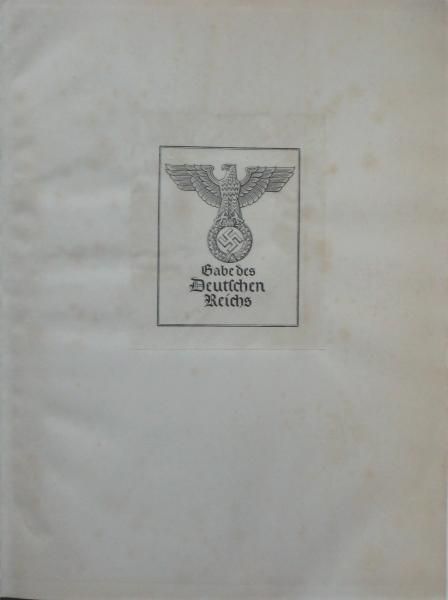 Gabe des
Deutſchen
Reichs